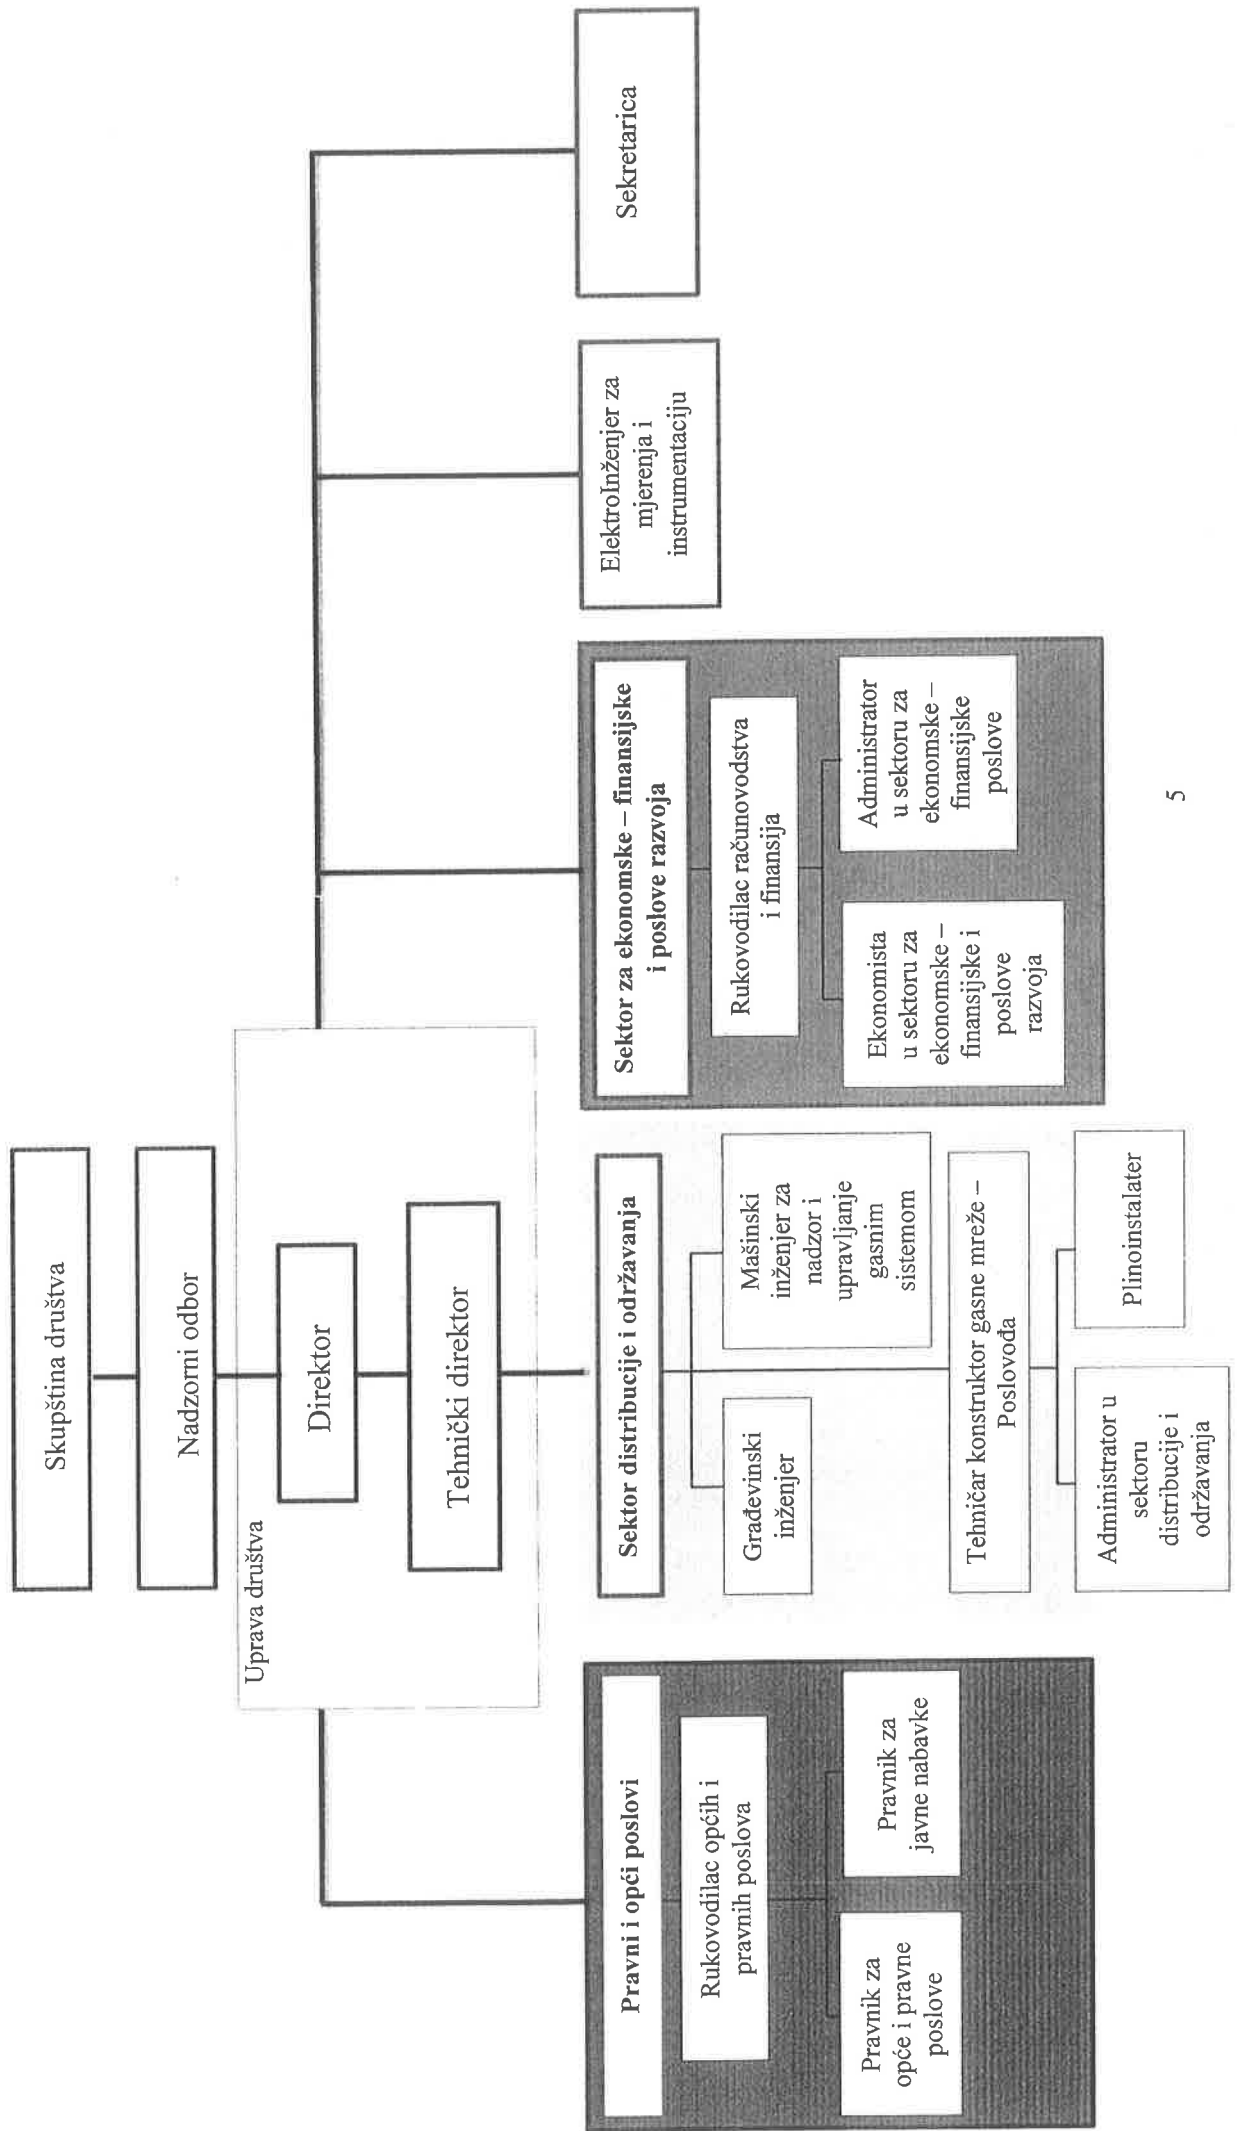 Skupština društva
Nadzorni odbor
Uprava društva
Direktor
Tehnički direktor
Pravni i opći poslovi
Rukovodilac općih i
pravnih poslova
Pravnik za
opće i pravne
poslove
Pravnik za
javne nabavke
Sektor distribucije i održavanja
Građevinski
inženjer
Mašinski
inženjer za
nadzor i
upravljanje
gasnim
sistemom
Tehničar konstruktor gasne mreže –
Poslovođa
Administrator u
sektoru
distribucije i
održavanja
Plinoinstalater
Sektor za ekonomske – finansijske
i poslove razvoja
Rukovodilac računovodstva
i finansija
Ekonomista
u sektoru za
ekonomske –
finansijske i
poslove
razvoja
Administrator
u sektoru za
ekonomske –
finansijske
poslove
ElektroInženjer za
mjerenja i
instrumentaciju
Sekretarica
5